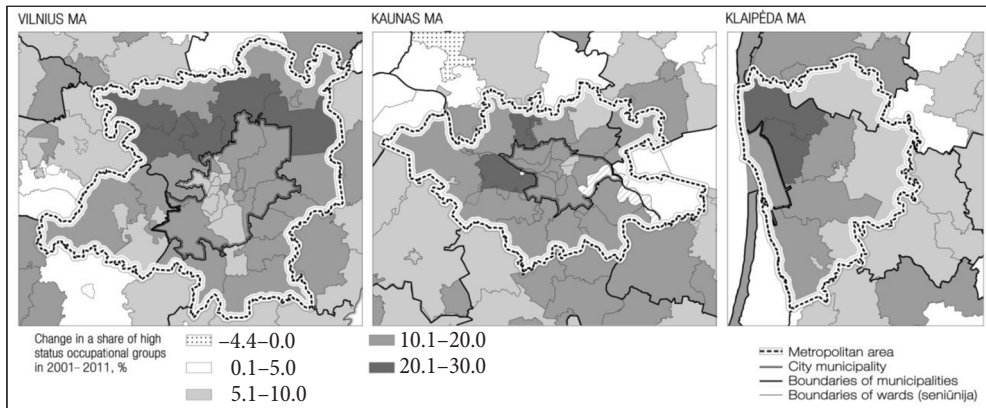 VILNIUS MA
KAUNAS MA
KLAIPĖDA MA
Change in a share of high
status occupational groups
in 2001–2011, %
–4.4–0.0
0.1–5.0
5.1–10.0
10.1–20.0
20.1–30.0
Metropolitan area
City municipality
Boundaries of municipalities
Boundaries of wards (seniūnija)